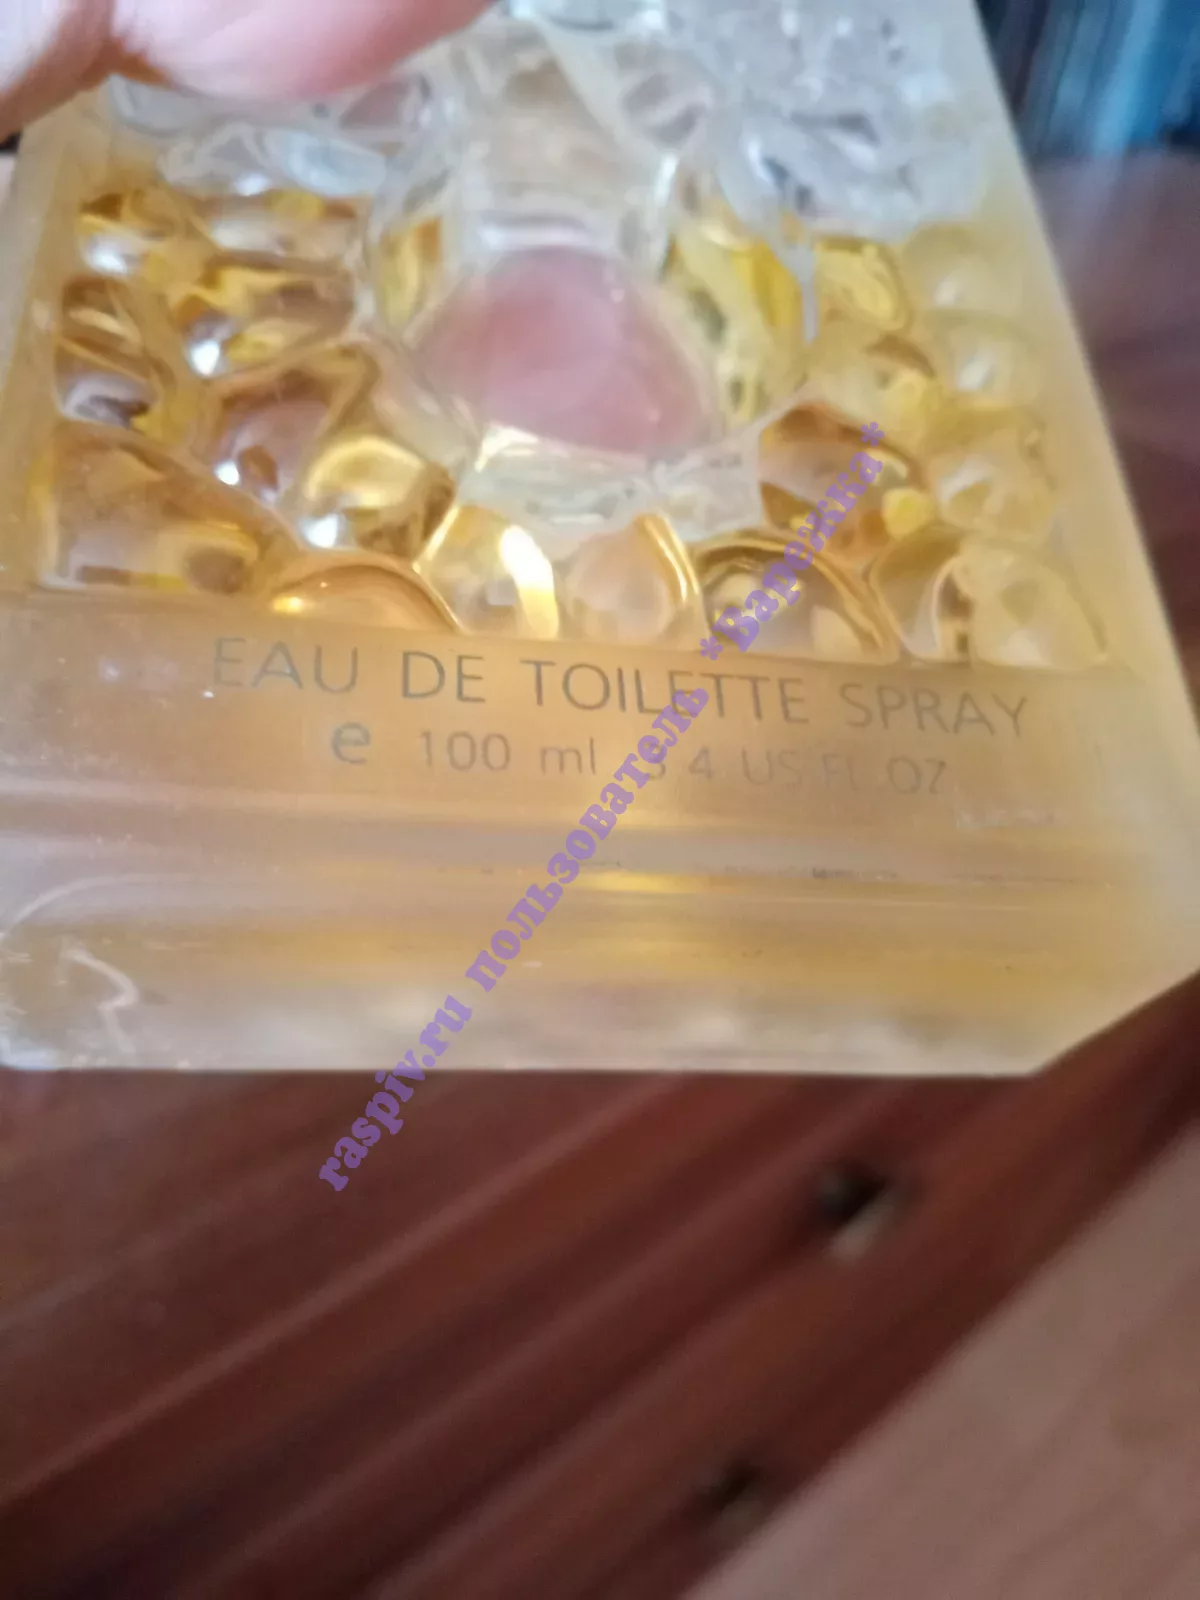 EAU DE TOILETTE SPRAY
e 100 ml 3.4 US FL OZ
raspiv.ru пользователь *Варежка*